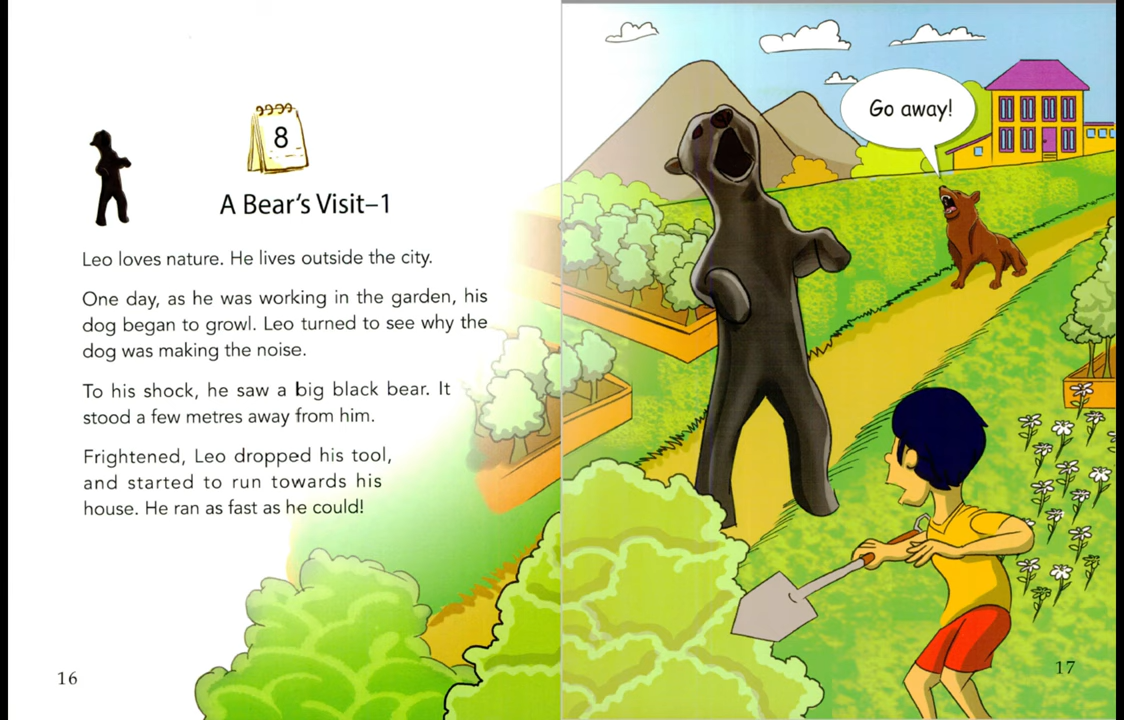 8
A Bear's Visit–1
Leo loves nature. He lives outside the city.
One day, as he was working in the garden, his
dog began to growl. Leo turned to see why the
dog was making the noise.
To his shock, he saw a big black bear. It
stood a few metres away from him.
Frightened, Leo dropped his tool,
and started to run towards his
house. He ran as fast as he could!
16
Go away!
17